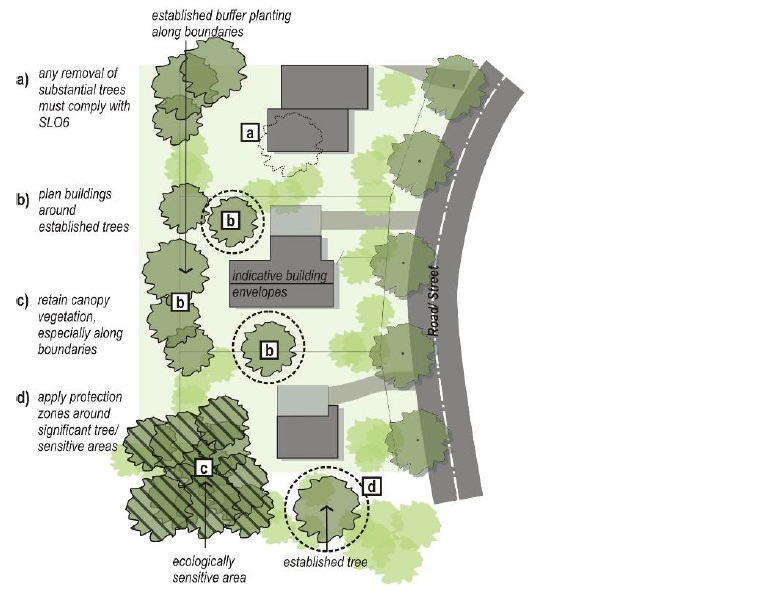 established buffer planting
along boundaries
a) any removal of
substantial trees
must comply with
SLO6
a
b) plan buildings
around
established trees
b
indicative building
envelopes
b
Road/ Street
c) retain canopy
vegetation,
especially along
boundaries
b
d) apply protection
zones around
significant tree/
sensitive areas
c
d
ecologically
sensitive area
established tree